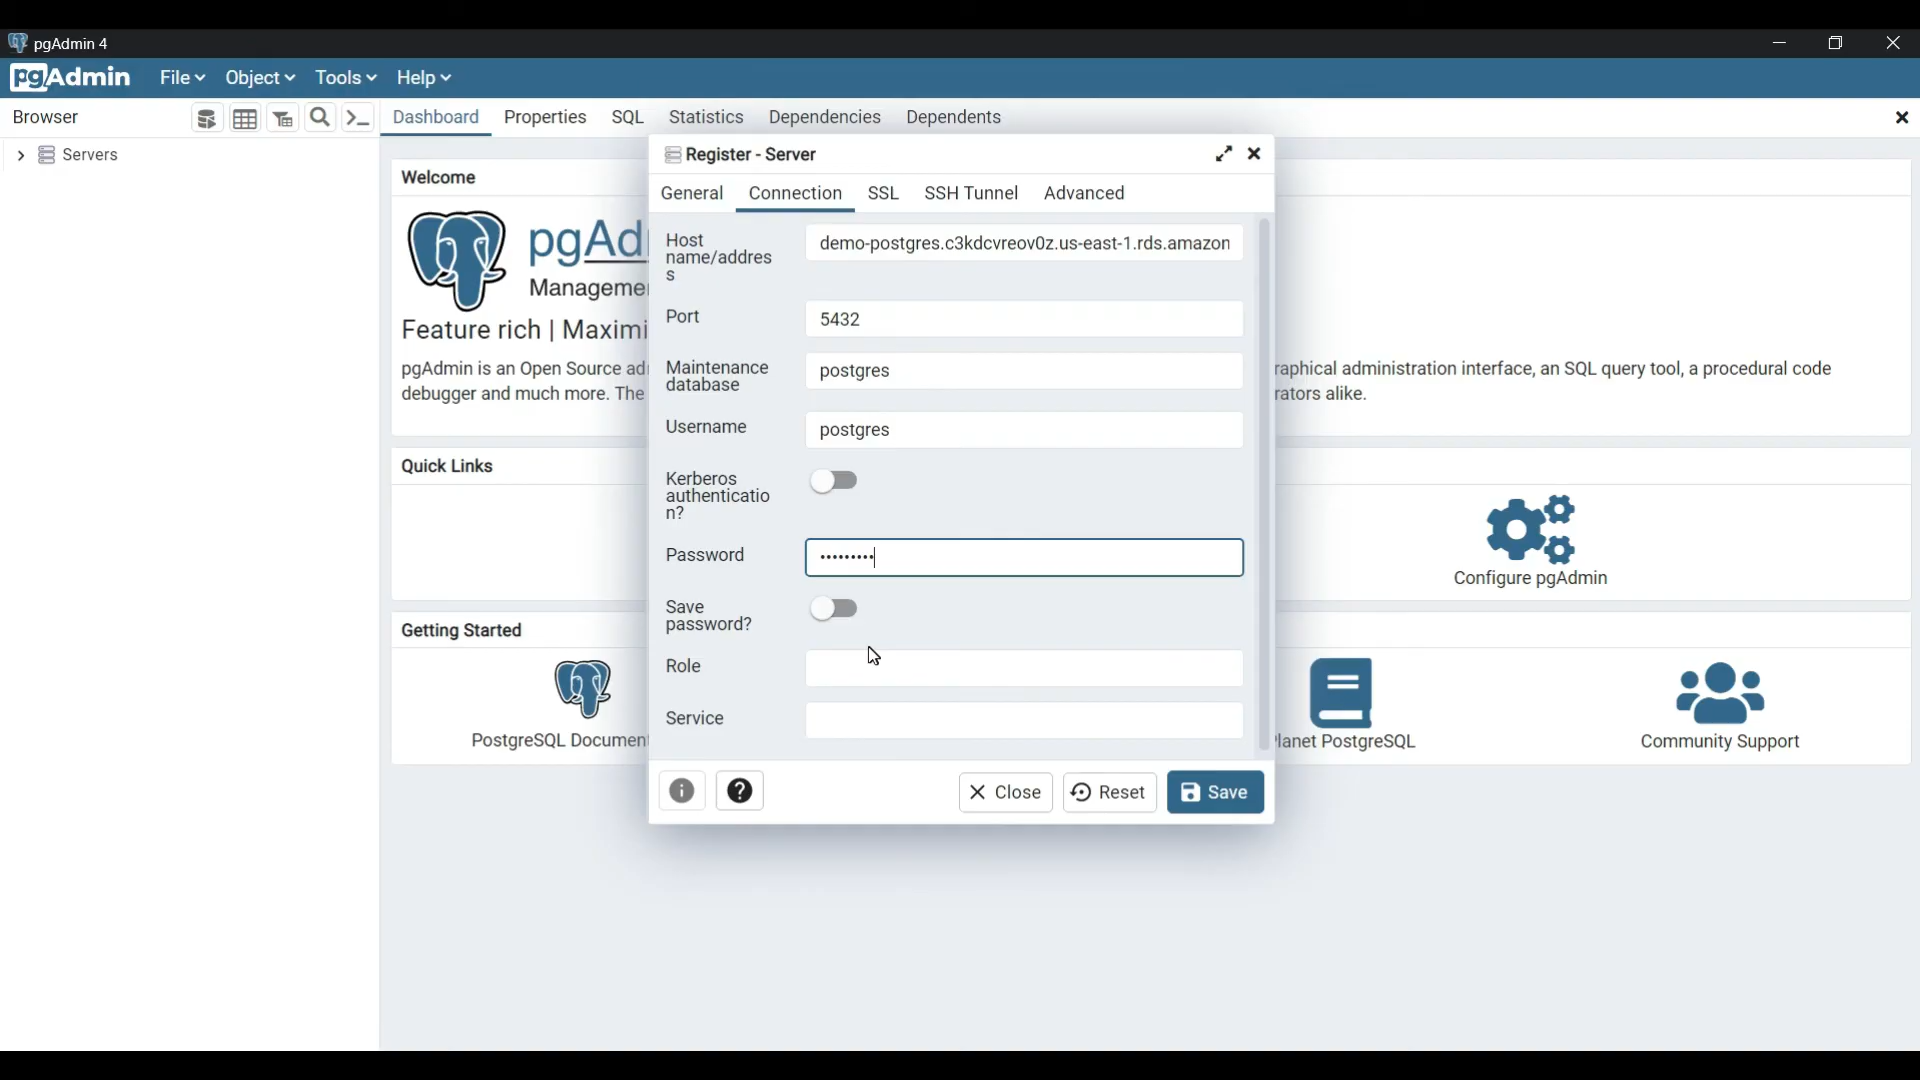 pgAdmin 4
pgAdmin File Object Tools Help
Browser Dashboard Properties SQL Statistics Dependencies Dependents
Servers
Welcome
pgAd
Manageme
Feature rich | Maximi
pgAdmin is an Open Source ad
raphical administration interface, an SQL query tool, a procedural code
debugger and much more. The
rators alike.
Quick Links
Configure pgAdmin
Getting Started
PostgreSQL Document
lanet PostgreSQL
Community Support
Register - Server
General Connection SSL SSH Tunnel Advanced
Host
name/addres
s
demo-postgres.c3kdcvreov0z.us-east-1.rds.amazon
Port
5432
Maintenance
database
postgres
Username
postgres
Kerberos
authenticatio
n?
Password
•••••••••
Save
password?
Role
Service
Close Reset Save